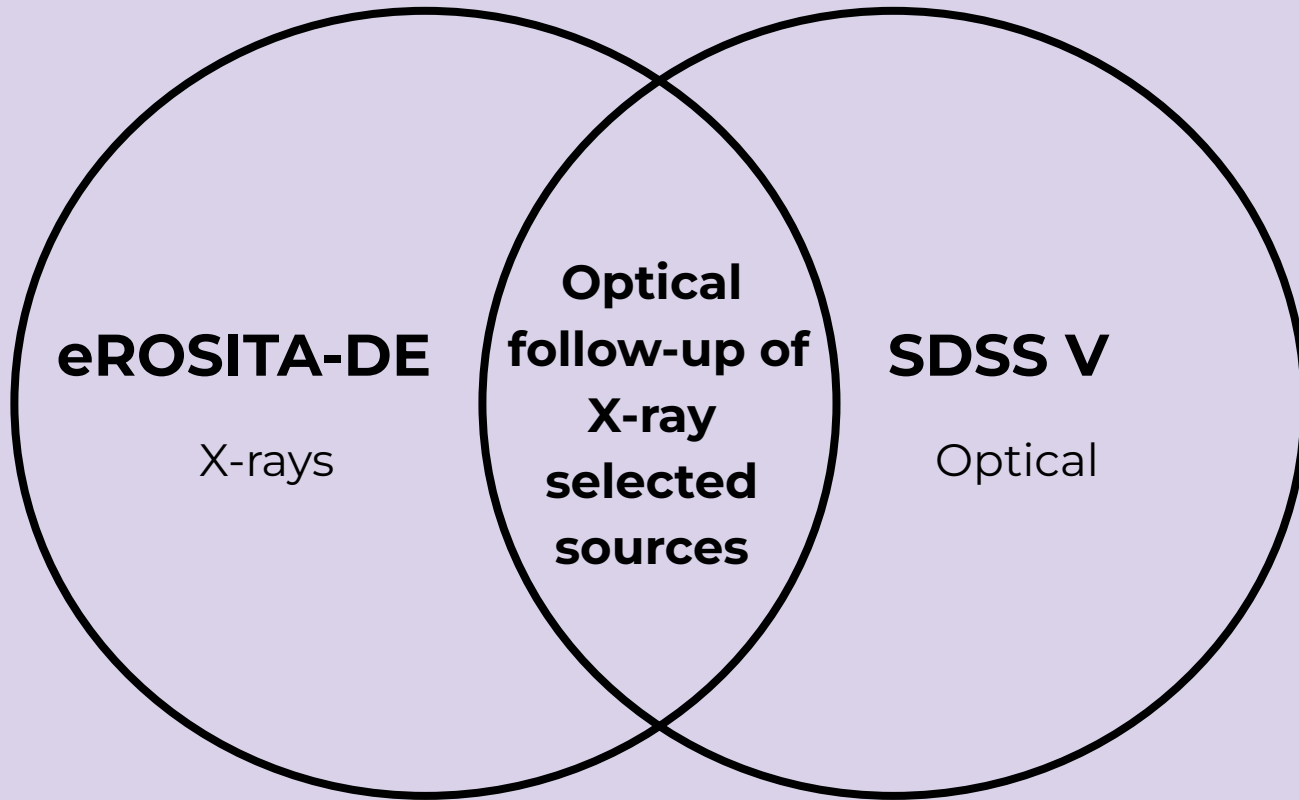 eROSITA-DE
X-rays
Optical
follow-up of
X-ray
selected
sources
SDSS V
Optical